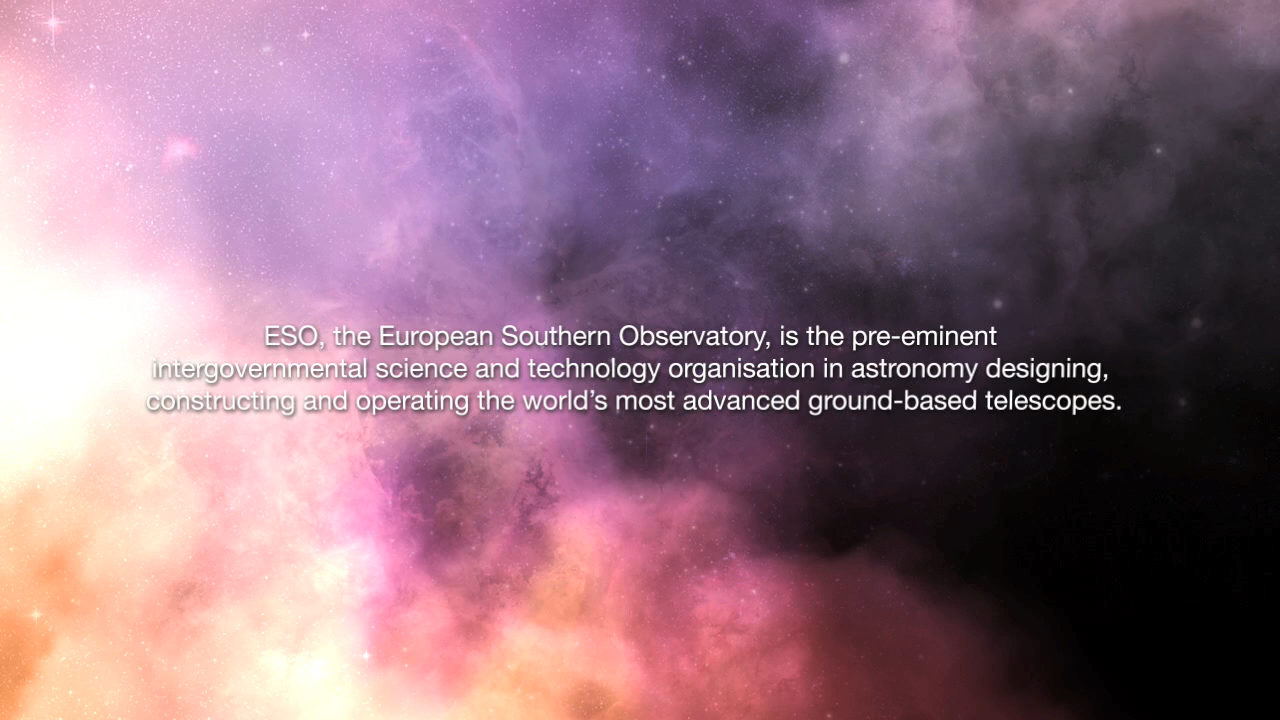 ESO, the European Southern Observatory, is the pre-eminent
intergovernmental science and technology organisation in astronomy designing,
constructing and operating the world’s most advanced ground-based telescopes.